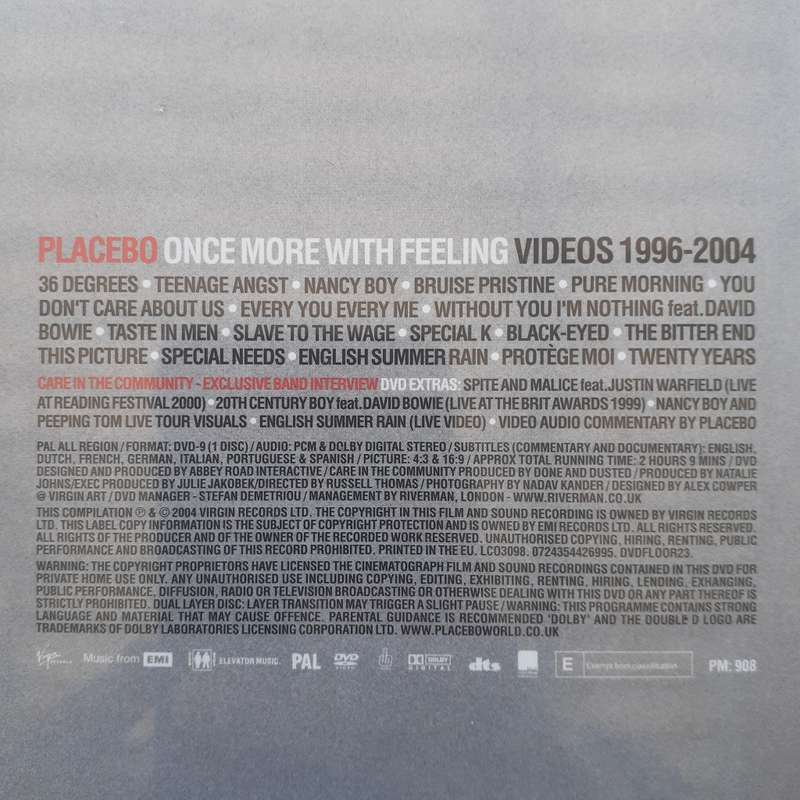 PLACEBO ONCE MORE WITH FEELING VIDEOS 1996-2004
36 DEGREES • TEENAGE ANGST • NANCY BOY • BRUISE PRISTINE • PURE MORNING • YOU
DON'T CARE ABOUT US • EVERY YOU EVERY ME • WITHOUT YOU I'M NOTHING feat.DAVID
BOWIE • TASTE IN MEN • SLAVE TO THE WAGE • SPECIAL K • BLACK-EYED • THE BITTER END
THIS PICTURE • SPECIAL NEEDS • ENGLISH SUMMER RAIN • PROTÈGE MOI • TWENTY YEARS
CARE IN THE COMMUNITY - EXCLUSIVE BAND INTERVIEW DVD EXTRAS: SPITE AND MALICE feat.JUSTIN WARFIELD (LIVE
AT READING FESTIVAL 2000) • 20TH CENTURY BOY feat.DAVID BOWIE (LIVE AT THE BRIT AWARDS 1999) • NANCY BOY AND
PEEPING TOM LIVE TOUR VISUALS • ENGLISH SUMMER RAIN (LIVE VIDEO) • VIDEO AUDIO COMMENTARY BY PLACEBO
PAL ALL REGION / FORMAT: DVD-9 (1 DISC) / AUDIO: PCM & DOLBY DIGITAL STEREO / SUBTITLES (COMMENTARY AND DOCUMENTARY): ENGLISH,
DUTCH, FRENCH, GERMAN, ITALIAN, PORTUGUESE & SPANISH / PICTURE: 4:3 & 16:9 / APPROX TOTAL RUNNING TIME: 2 HOURS 9 MINS / DVD
DESIGNED AND PRODUCED BY ABBEY ROAD INTERACTIVE / CARE IN THE COMMUNITY PRODUCED BY DONE AND DUSTED / PRODUCED BY NATALIE
JOHNS/EXEC PRODUCED BY JULIE JAKOBEK/DIRECTED BY RUSSELL THOMAS / PHOTOGRAPHY BY NADAV KANDER / DESIGNED BY ALEX COWPER
@ VIRGIN ART / DVD MANAGER - STEFAN DEMETRIOU / MANAGEMENT BY RIVERMAN, LONDON - WWW.RIVERMAN.CO.UK
THIS COMPILATION ℗ & © 2004 VIRGIN RECORDS LTD. THE COPYRIGHT IN THIS FILM AND SOUND RECORDING IS OWNED BY VIRGIN RECORDS
LTD. THIS LABEL COPY INFORMATION IS THE SUBJECT OF COPYRIGHT PROTECTION AND IS OWNED BY EMI RECORDS LTD. ALL RIGHTS RESERVED.
ALL RIGHTS OF THE PRODUCER AND OF THE OWNER OF THE RECORDED WORK RESERVED. UNAUTHORISED COPYING, HIRING, RENTING, PUBLIC
PERFORMANCE AND BROADCASTING OF THIS RECORD PROHIBITED. PRINTED IN THE EU. LC03098. 0724354426995. DVDFLOOR23.
WARNING: THE COPYRIGHT PROPRIETORS HAVE LICENSED THE CINEMATOGRAPH FILM AND SOUND RECORDINGS CONTAINED IN THIS DVD FOR
PRIVATE HOME USE ONLY. ANY UNAUTHORISED USE INCLUDING COPYING, EDITING, EXHIBITING, RENTING, HIRING, LENDING, EXHANGING,
PUBLIC PERFORMANCE, DIFFUSION, RADIO OR TELEVISION BROADCASTING OR OTHERWISE DEALING WITH THIS DVD OR ANY PART THEREOF IS
STRICTLY PROHIBITED. DUAL LAYER DISC: LAYER TRANSITION MAY TRIGGER A SLIGHT PAUSE / WARNING: THIS PROGRAMME CONTAINS STRONG
LANGUAGE AND MATERIAL THAT MAY CAUSE OFFENCE. PARENTAL GUIDANCE IS RECOMMENDED 'DOLBY' AND THE DOUBLE D LOGO ARE
TRADEMARKS OF DOLBY LABORATORIES LICENSING CORPORATION LTD. WWW.PLACEBOWORLD.CO.UK
Virgin Music from EMI ELEVATOR MUSIC. PAL DVD VIDEO DOLBY DIGITAL dts E Exempt from classification PM: 908